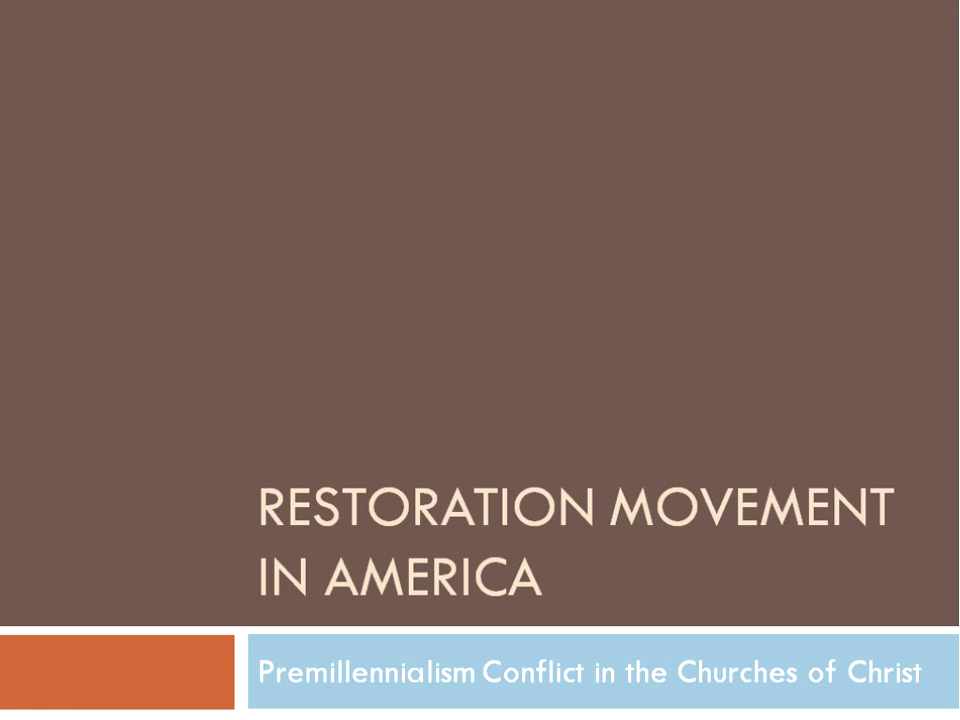 RESTORATION MOVEMENT
IN AMERICA
Premillennialism Conflict in the Churches of Christ